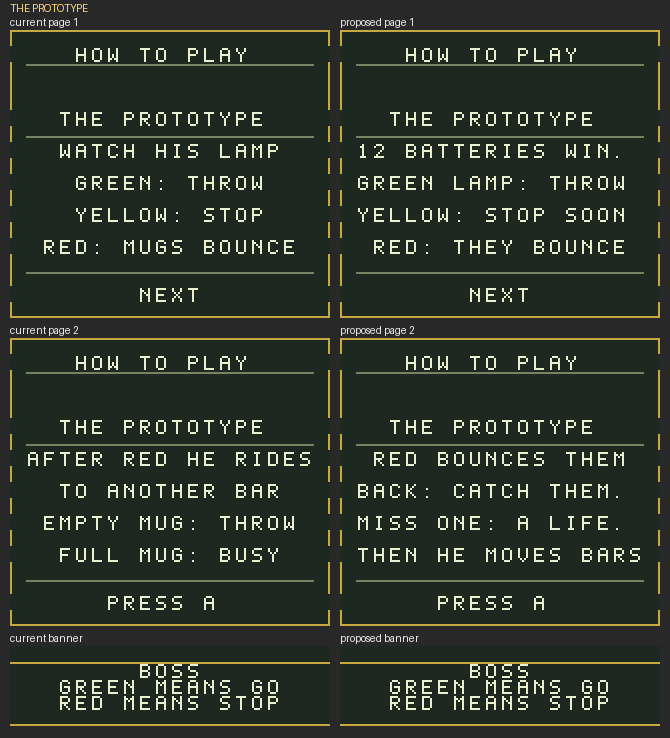 THE PROTOTYPE
current page 1
HOW TO PLAY
THE PROTOTYPE
WATCH HIS LAMP
GREEN: THROW
YELLOW: STOP
RED: MUGS BOUNCE
NEXT
proposed page 1
HOW TO PLAY
THE PROTOTYPE
12 BATTERIES WIN.
GREEN LAMP: THROW
YELLOW: STOP SOON
RED: THEY BOUNCE
NEXT
current page 2
HOW TO PLAY
THE PROTOTYPE
AFTER RED HE RIDES
TO ANOTHER BAR
EMPTY MUG: THROW
FULL MUG: BUSY
PRESS A
proposed page 2
HOW TO PLAY
THE PROTOTYPE
RED BOUNCES THEM
BACK: CATCH THEM.
MISS ONE: A LIFE.
THEN HE MOVES BARS
PRESS A
current banner
BOSS
GREEN MEANS GO
RED MEANS STOP
proposed banner
BOSS
GREEN MEANS GO
RED MEANS STOP